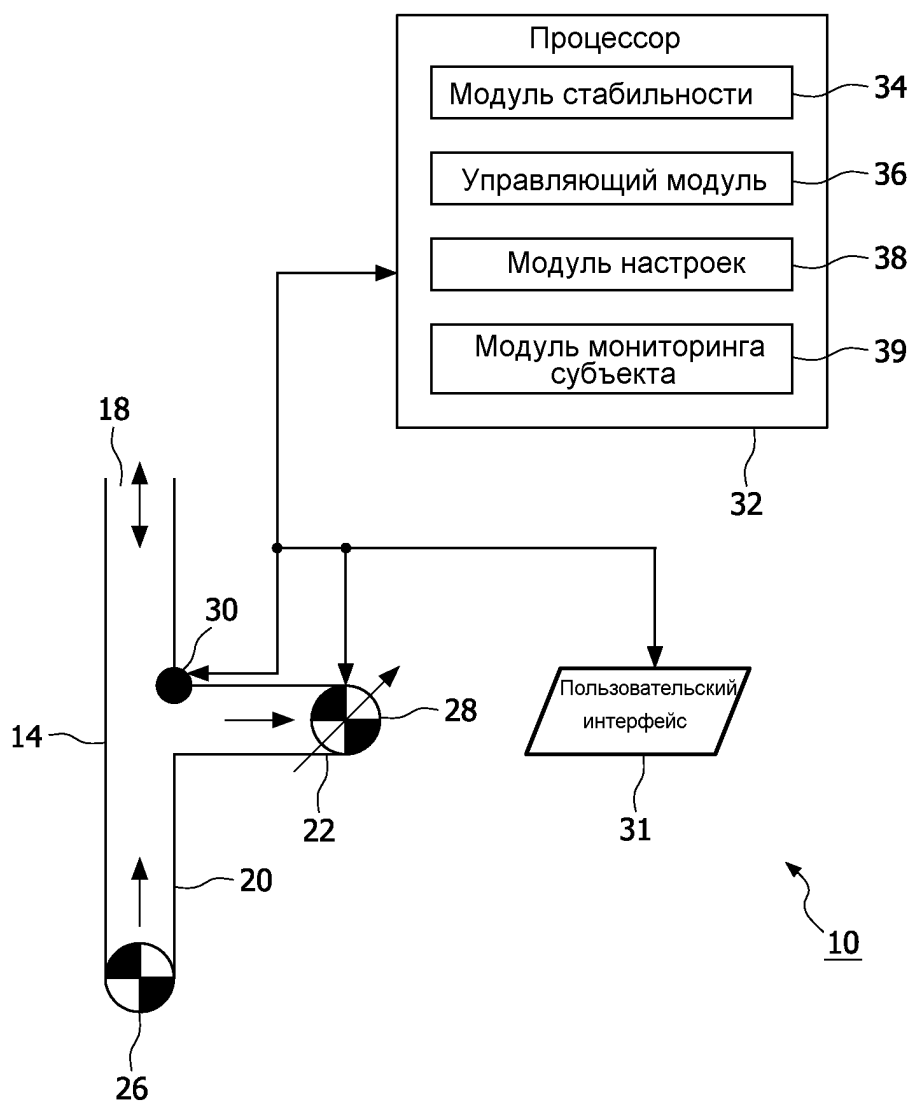 Процессор
Модуль стабильности
34
Управляющий модуль
36
Модуль настроек
38
Модуль мониторинга
субъекта
39
32
18
30
14
28
22
Пользовательский
интерфейс
31
20
10
26